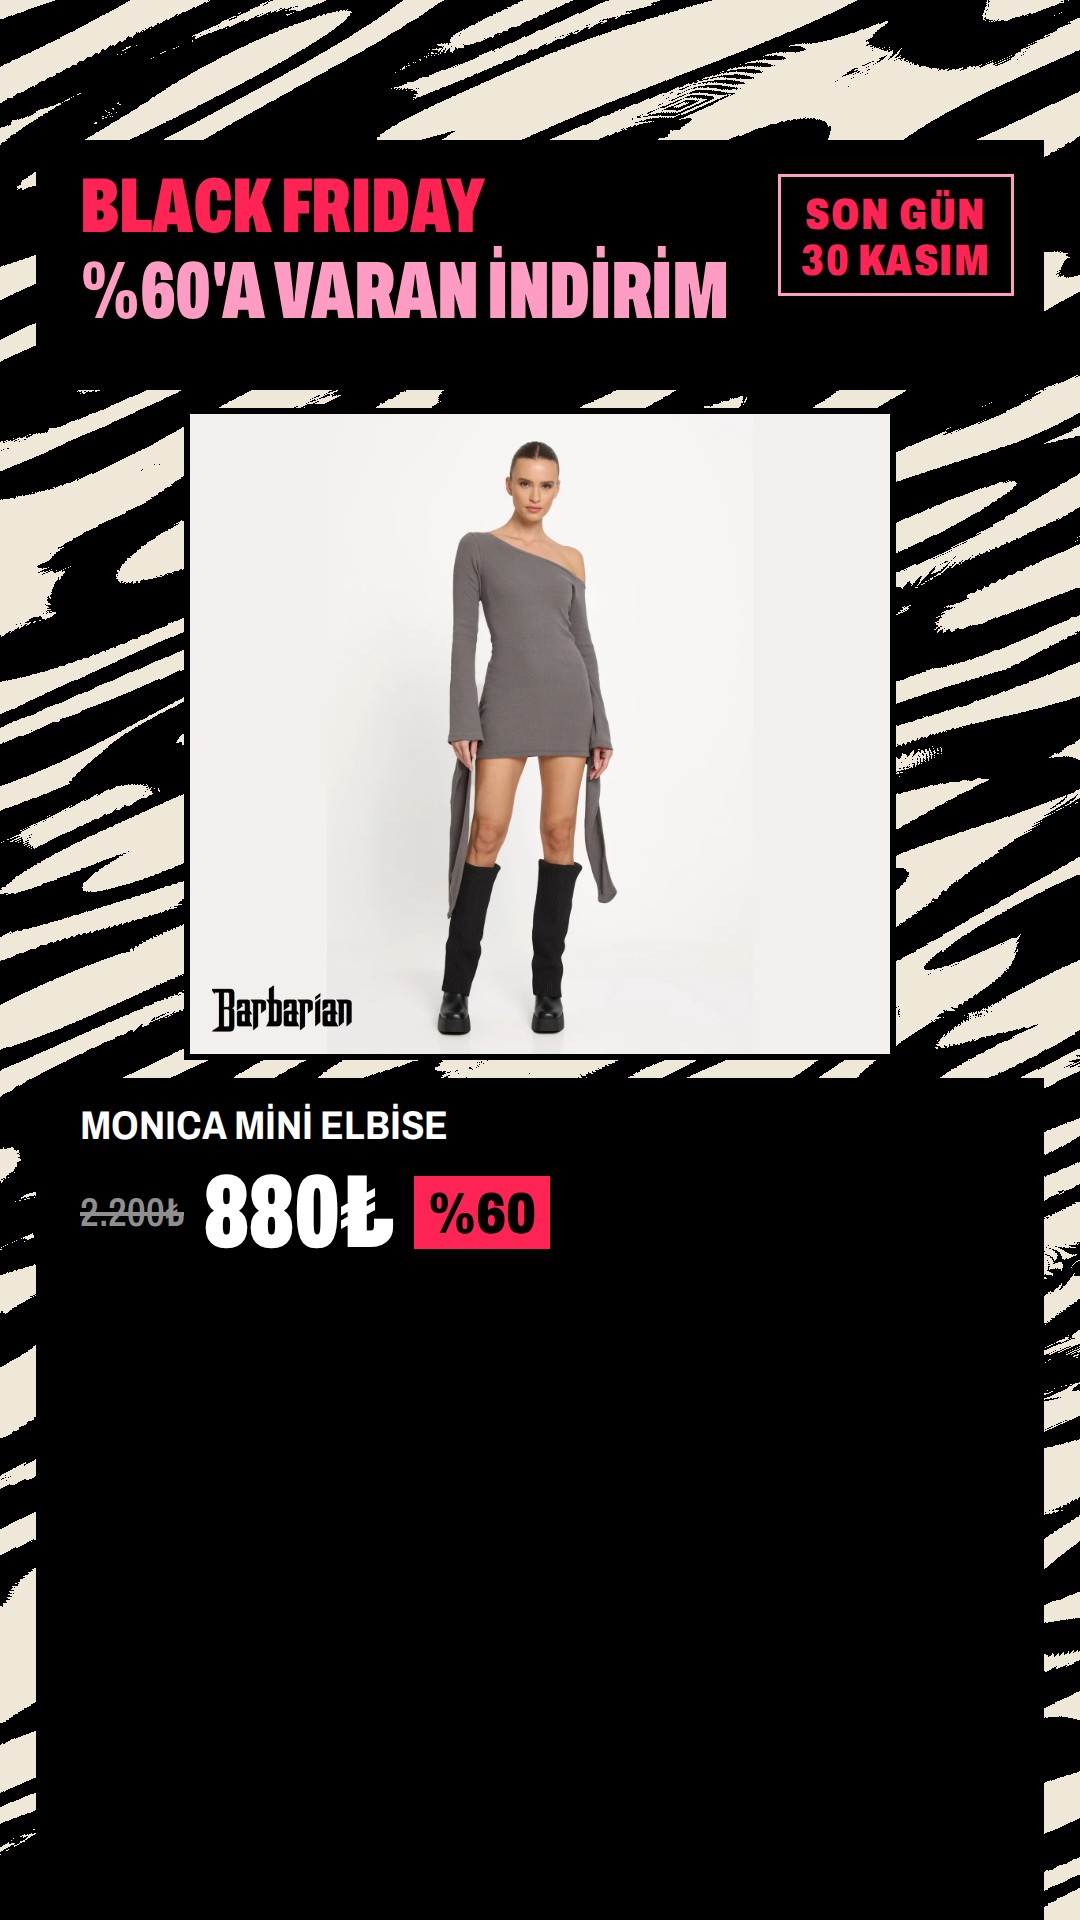 BLACK FRIDAY
%60'A VARAN İNDİRİM
SON GÜN
30 KASIM
Barbarian
MONICA MİNİ ELBİSE
2.200₺ 880₺ %60